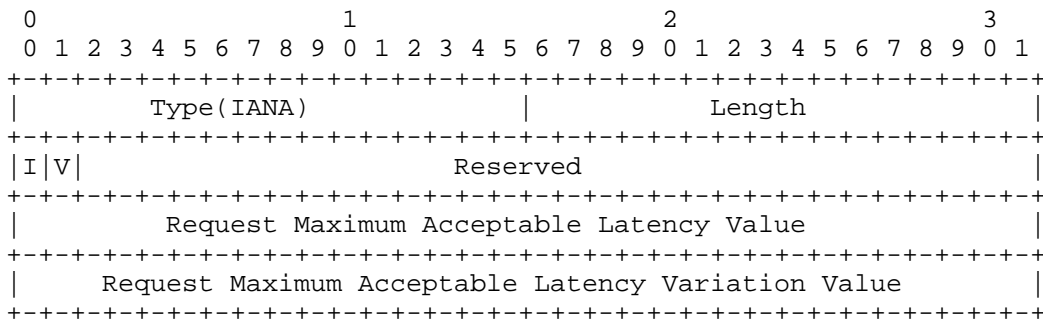 0                   1                   2                   3
 0 1 2 3 4 5 6 7 8 9 0 1 2 3 4 5 6 7 8 9 0 1 2 3 4 5 6 7 8 9 0 1
+-+-+-+-+-+-+-+-+-+-+-+-+-+-+-+-+-+-+-+-+-+-+-+-+-+-+-+-+-+-+-+-+
|        Type(IANA)             |           Length              |
+-+-+-+-+-+-+-+-+-+-+-+-+-+-+-+-+-+-+-+-+-+-+-+-+-+-+-+-+-+-+-+-+
|I|V|                       Reserved                            |
+-+-+-+-+-+-+-+-+-+-+-+-+-+-+-+-+-+-+-+-+-+-+-+-+-+-+-+-+-+-+-+-+
|         Request Maximum Acceptable Latency Value              |
+-+-+-+-+-+-+-+-+-+-+-+-+-+-+-+-+-+-+-+-+-+-+-+-+-+-+-+-+-+-+-+-+
|     Request Maximum Acceptable Latency Variation Value        |
+-+-+-+-+-+-+-+-+-+-+-+-+-+-+-+-+-+-+-+-+-+-+-+-+-+-+-+-+-+-+-+-+